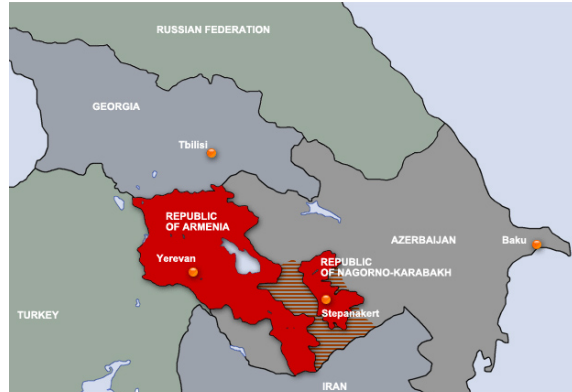 RUSSIAN FEDERATION
GEORGIA
Tbilisi
REPUBLIC
OF ARMENIA
Yerevan
AZERBAIJAN
Baku
REPUBLIC
OF NAGORNO-KARABAKH
Stepanakert
TURKEY
IRAN